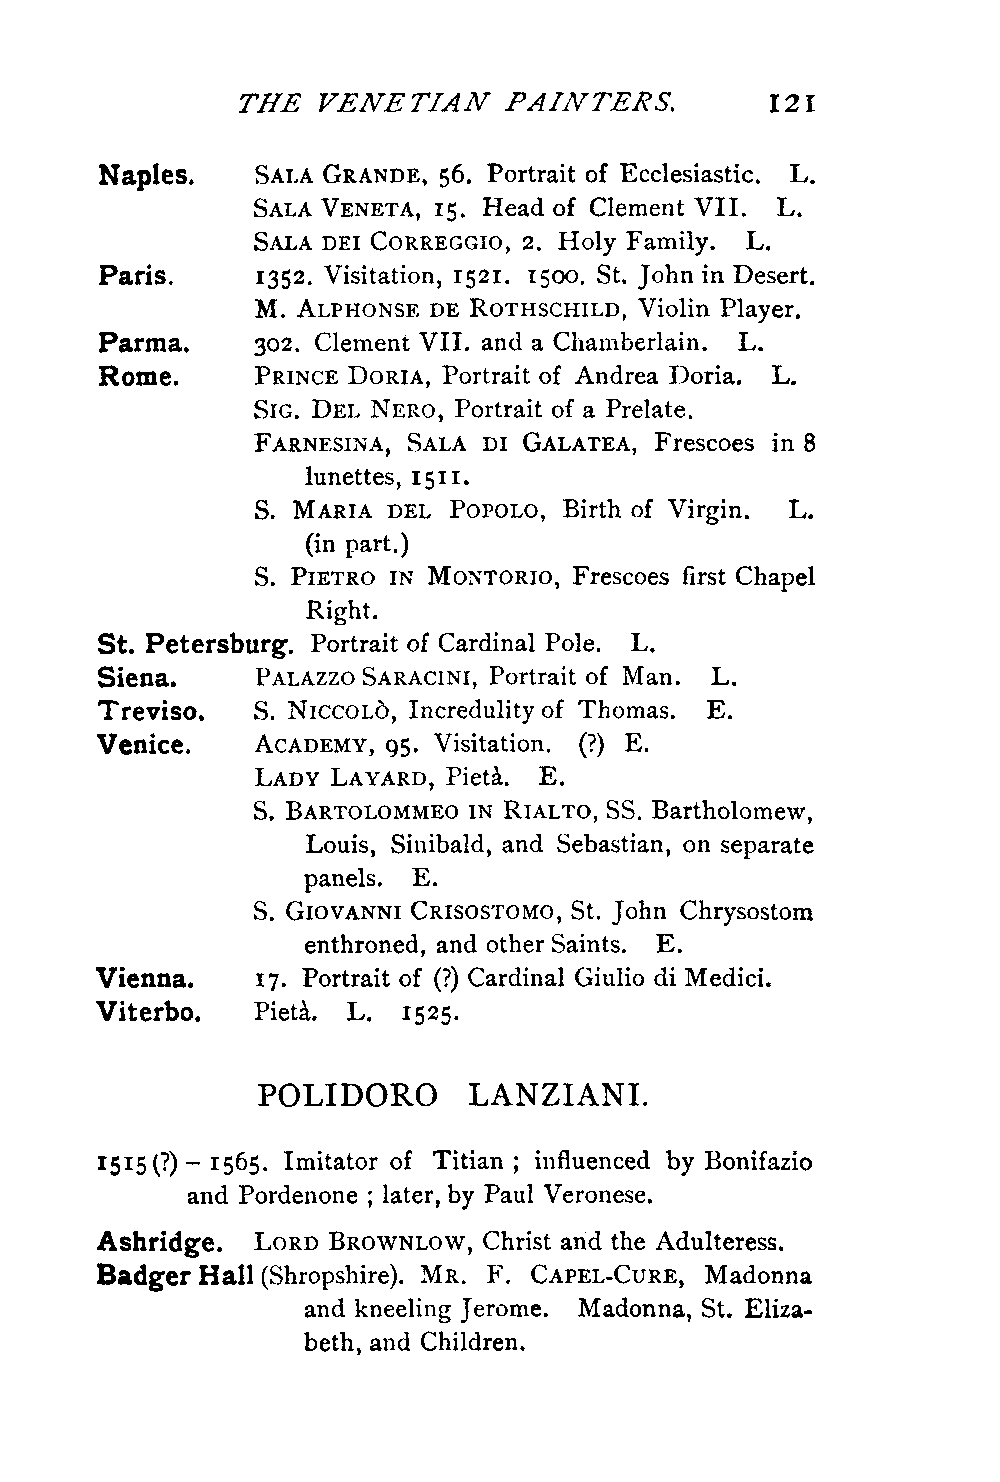 THE VENETIAN PAINTERS. 121
Naples. SALA GRANDE, 56. Portrait of Ecclesiastic. L.
SALA VENETA, 15. Head of Clement VII. L.
SALA DEI CORREGGIO, 2. Holy Family. L.
Paris. 1352. Visitation, 1521. 1500. St. John in Desert.
M. ALPHONSE DE ROTHSCHILD, Violin Player.
Parma. 302. Clement VII. and a Chamberlain. L.
Rome. PRINCE DORIA, Portrait of Andrea Doria. L.
SIG. DEL NERO, Portrait of a Prelate.
FARNESINA, SALA DI GALATEA, Frescoes in 8
lunettes, 1511.
S. MARIA DEL POPOLO, Birth of Virgin. L.
(in part.)
S. PIETRO IN MONTORIO, Frescoes first Chapel
Right.
St. Petersburg. Portrait of Cardinal Pole. L.
Siena. PALAZZO SARACINI, Portrait of Man. L.
Treviso. S. NICCOLÒ, Incredulity of Thomas. E.
Venice. ACADEMY, 95. Visitation. (?) E.
LADY LAYARD, Pietà. E.
S. BARTOLOMMEO IN RIALTO, SS. Bartholomew,
Louis, Sinibald, and Sebastian, on separate
panels. E.
S. GIOVANNI CRISOSTOMO, St. John Chrysostom
enthroned, and other Saints. E.
Vienna. 17. Portrait of (?) Cardinal Giulio di Medici.
Viterbo. Pietà. L. 1525.
POLIDORO LANZIANI.
1515 (?) – 1565. Imitator of Titian ; influenced by Bonifazio
and Pordenone ; later, by Paul Veronese.
Ashridge. LORD BROWNLOW, Christ and the Adulteress.
Badger Hall (Shropshire). MR. F. CAPEL-CURE, Madonna
and kneeling Jerome. Madonna, St. Eliza-
beth, and Children.